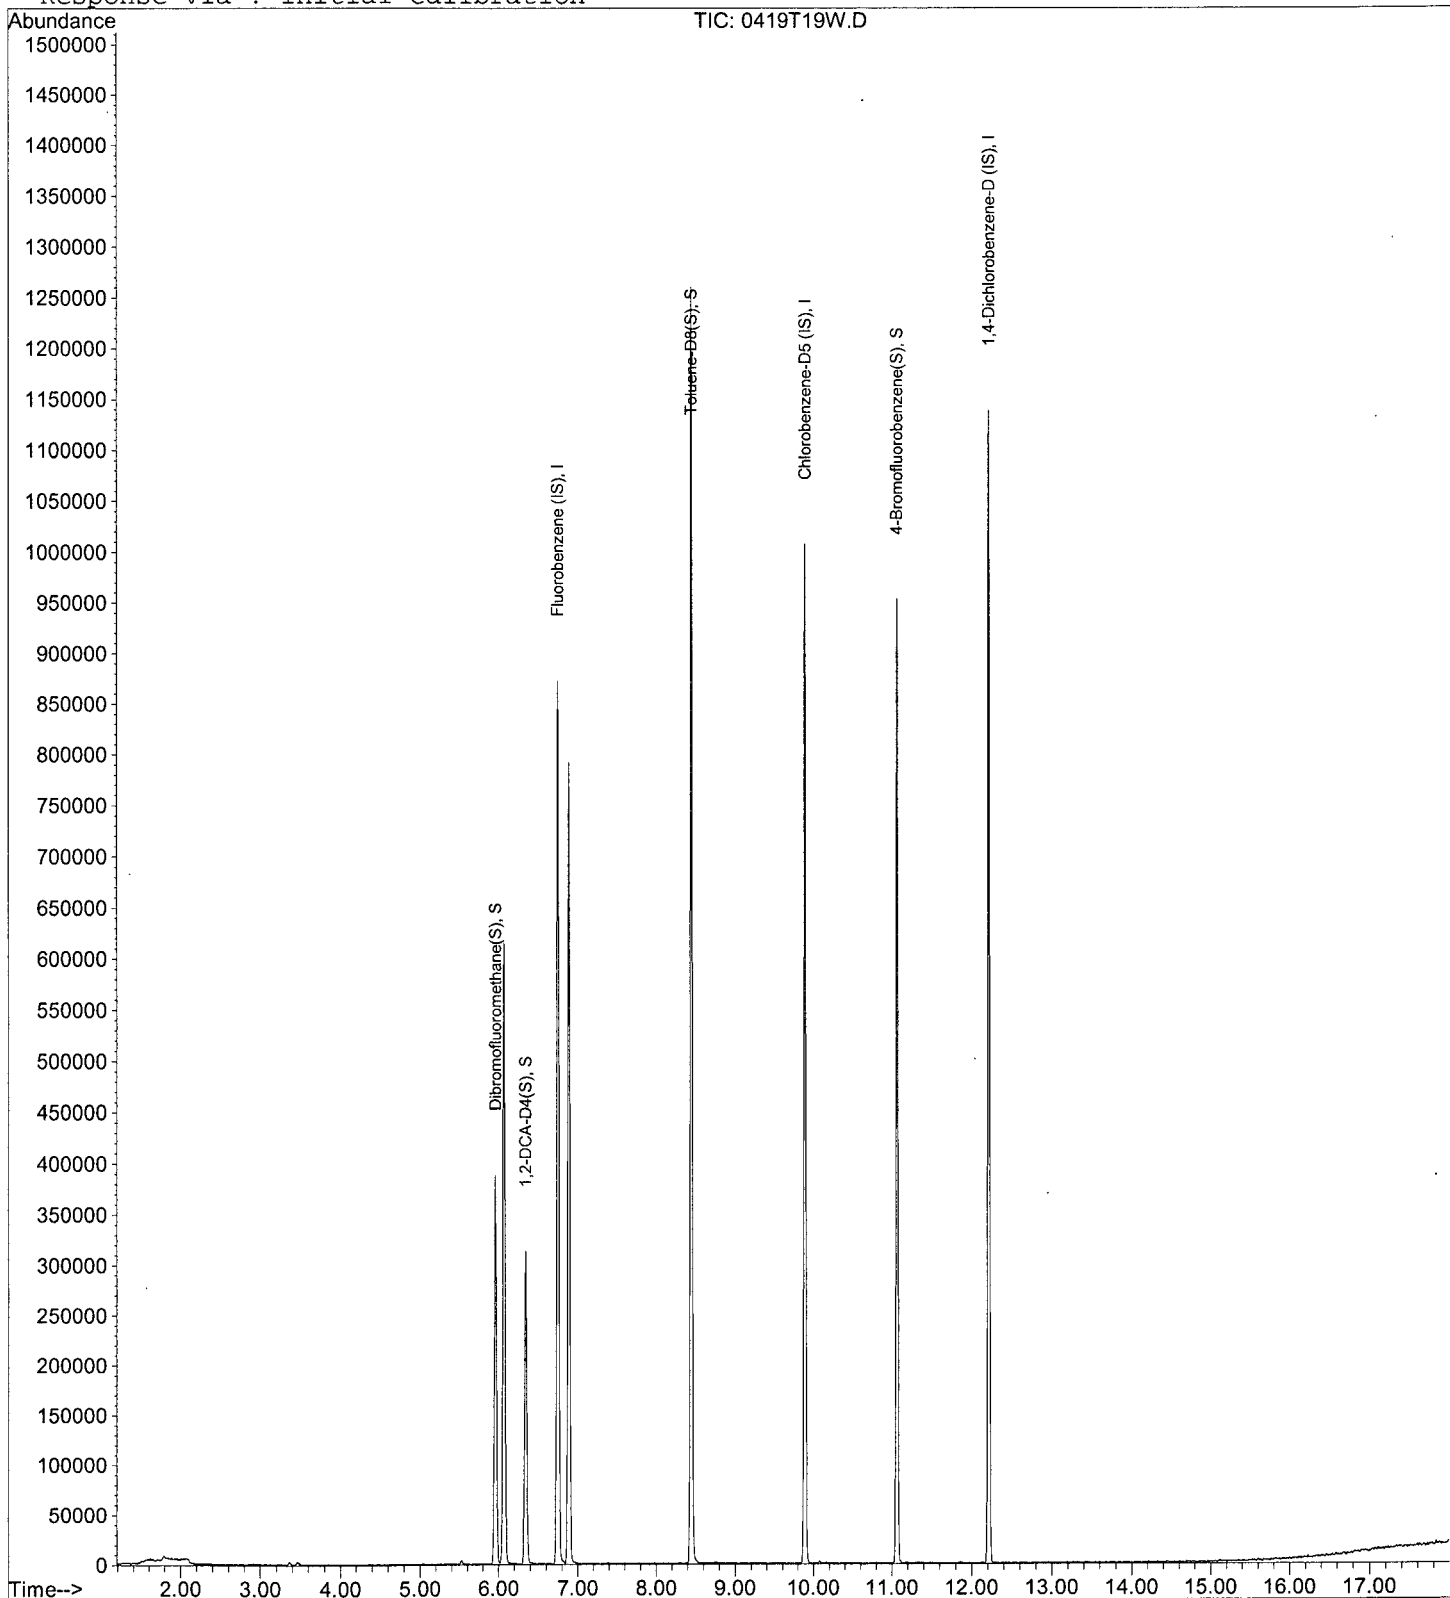 Response via : Initial Calibration
Abundance
TIC: 0419T19W.D
1500000
1450000
1400000
1350000
1300000
1250000
1200000
1150000
1100000
1050000
1000000
950000
900000
850000
800000
750000
700000
650000
600000
550000
500000
450000
400000
350000
300000
250000
200000
150000
100000
50000
0
Dibromofluoromethane(S), S
1,2-DCA-D4(S), S
Fluorobenzene (IS), I
Toluene-D8(S), S
Chlorobenzene-D5 (IS), I
4-Bromofluorobenzene(S), S
1,4-Dichlorobenzene-D (IS), I
Time--> 2.00 3.00 4.00 5.00 6.00 7.00 8.00 9.00 10.00 11.00 12.00 13.00 14.00 15.00 16.00 17.00